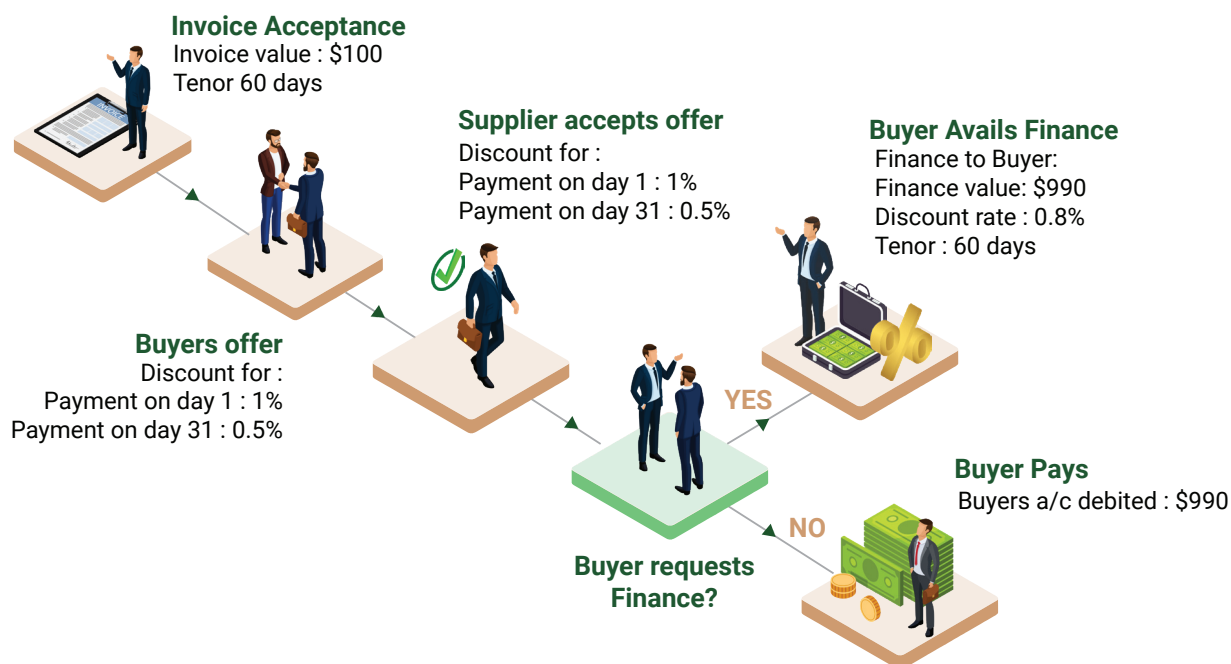 Invoice Acceptance
Invoice value : $100
Tenor 60 days
INVOICE
Buyers offer
Discount for :
Payment on day 1 : 1%
Payment on day 31 : 0.5%
Supplier accepts offer
Discount for :
Payment on day 1 : 1%
Payment on day 31 : 0.5%
Buyer requests
Finance?
YES
Buyer Avails Finance
Finance to Buyer:
Finance value: $990
Discount rate : 0.8%
Tenor : 60 days
NO
Buyer Pays
Buyers a/c debited : $990